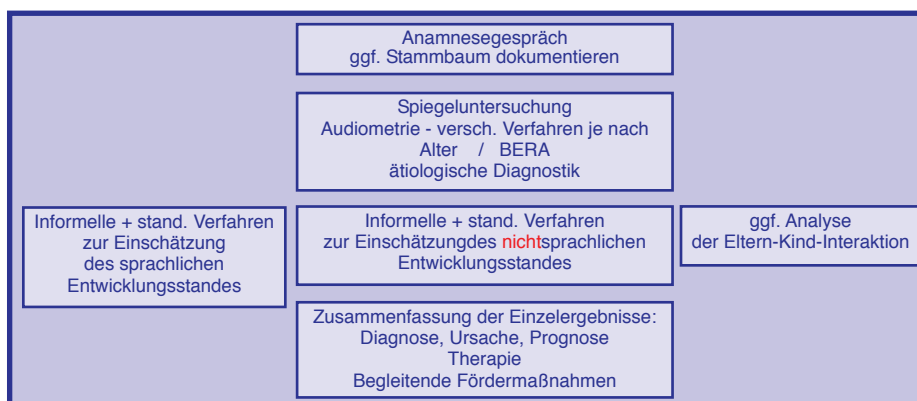 Anamnesegespräch
ggf. Stammbaum dokumentieren
Spiegeluntersuchung
Audiometrie - versch. Verfahren je nach
Alter / BERA
ätiologische Diagnostik
Informelle + stand. Verfahren
zur Einschätzung
des sprachlichen
Entwicklungsstandes
Informelle + stand. Verfahren
zur Einschätzungdes nichtsprachlichen
Entwicklungsstandes
ggf. Analyse
der Eltern-Kind-Interaktion
Zusammenfassung der Einzelergebnisse:
Diagnose, Ursache, Prognose
Therapie
Begleitende Fördermaßnahmen